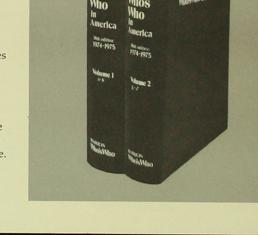 Who
in
America
38th edition
1974-1975
Volume 1
Who's
Who
in
America
38th edition
1974-1975
Volume 2
MARQUIS
Who'sWho
MARQUIS
Who'sWho